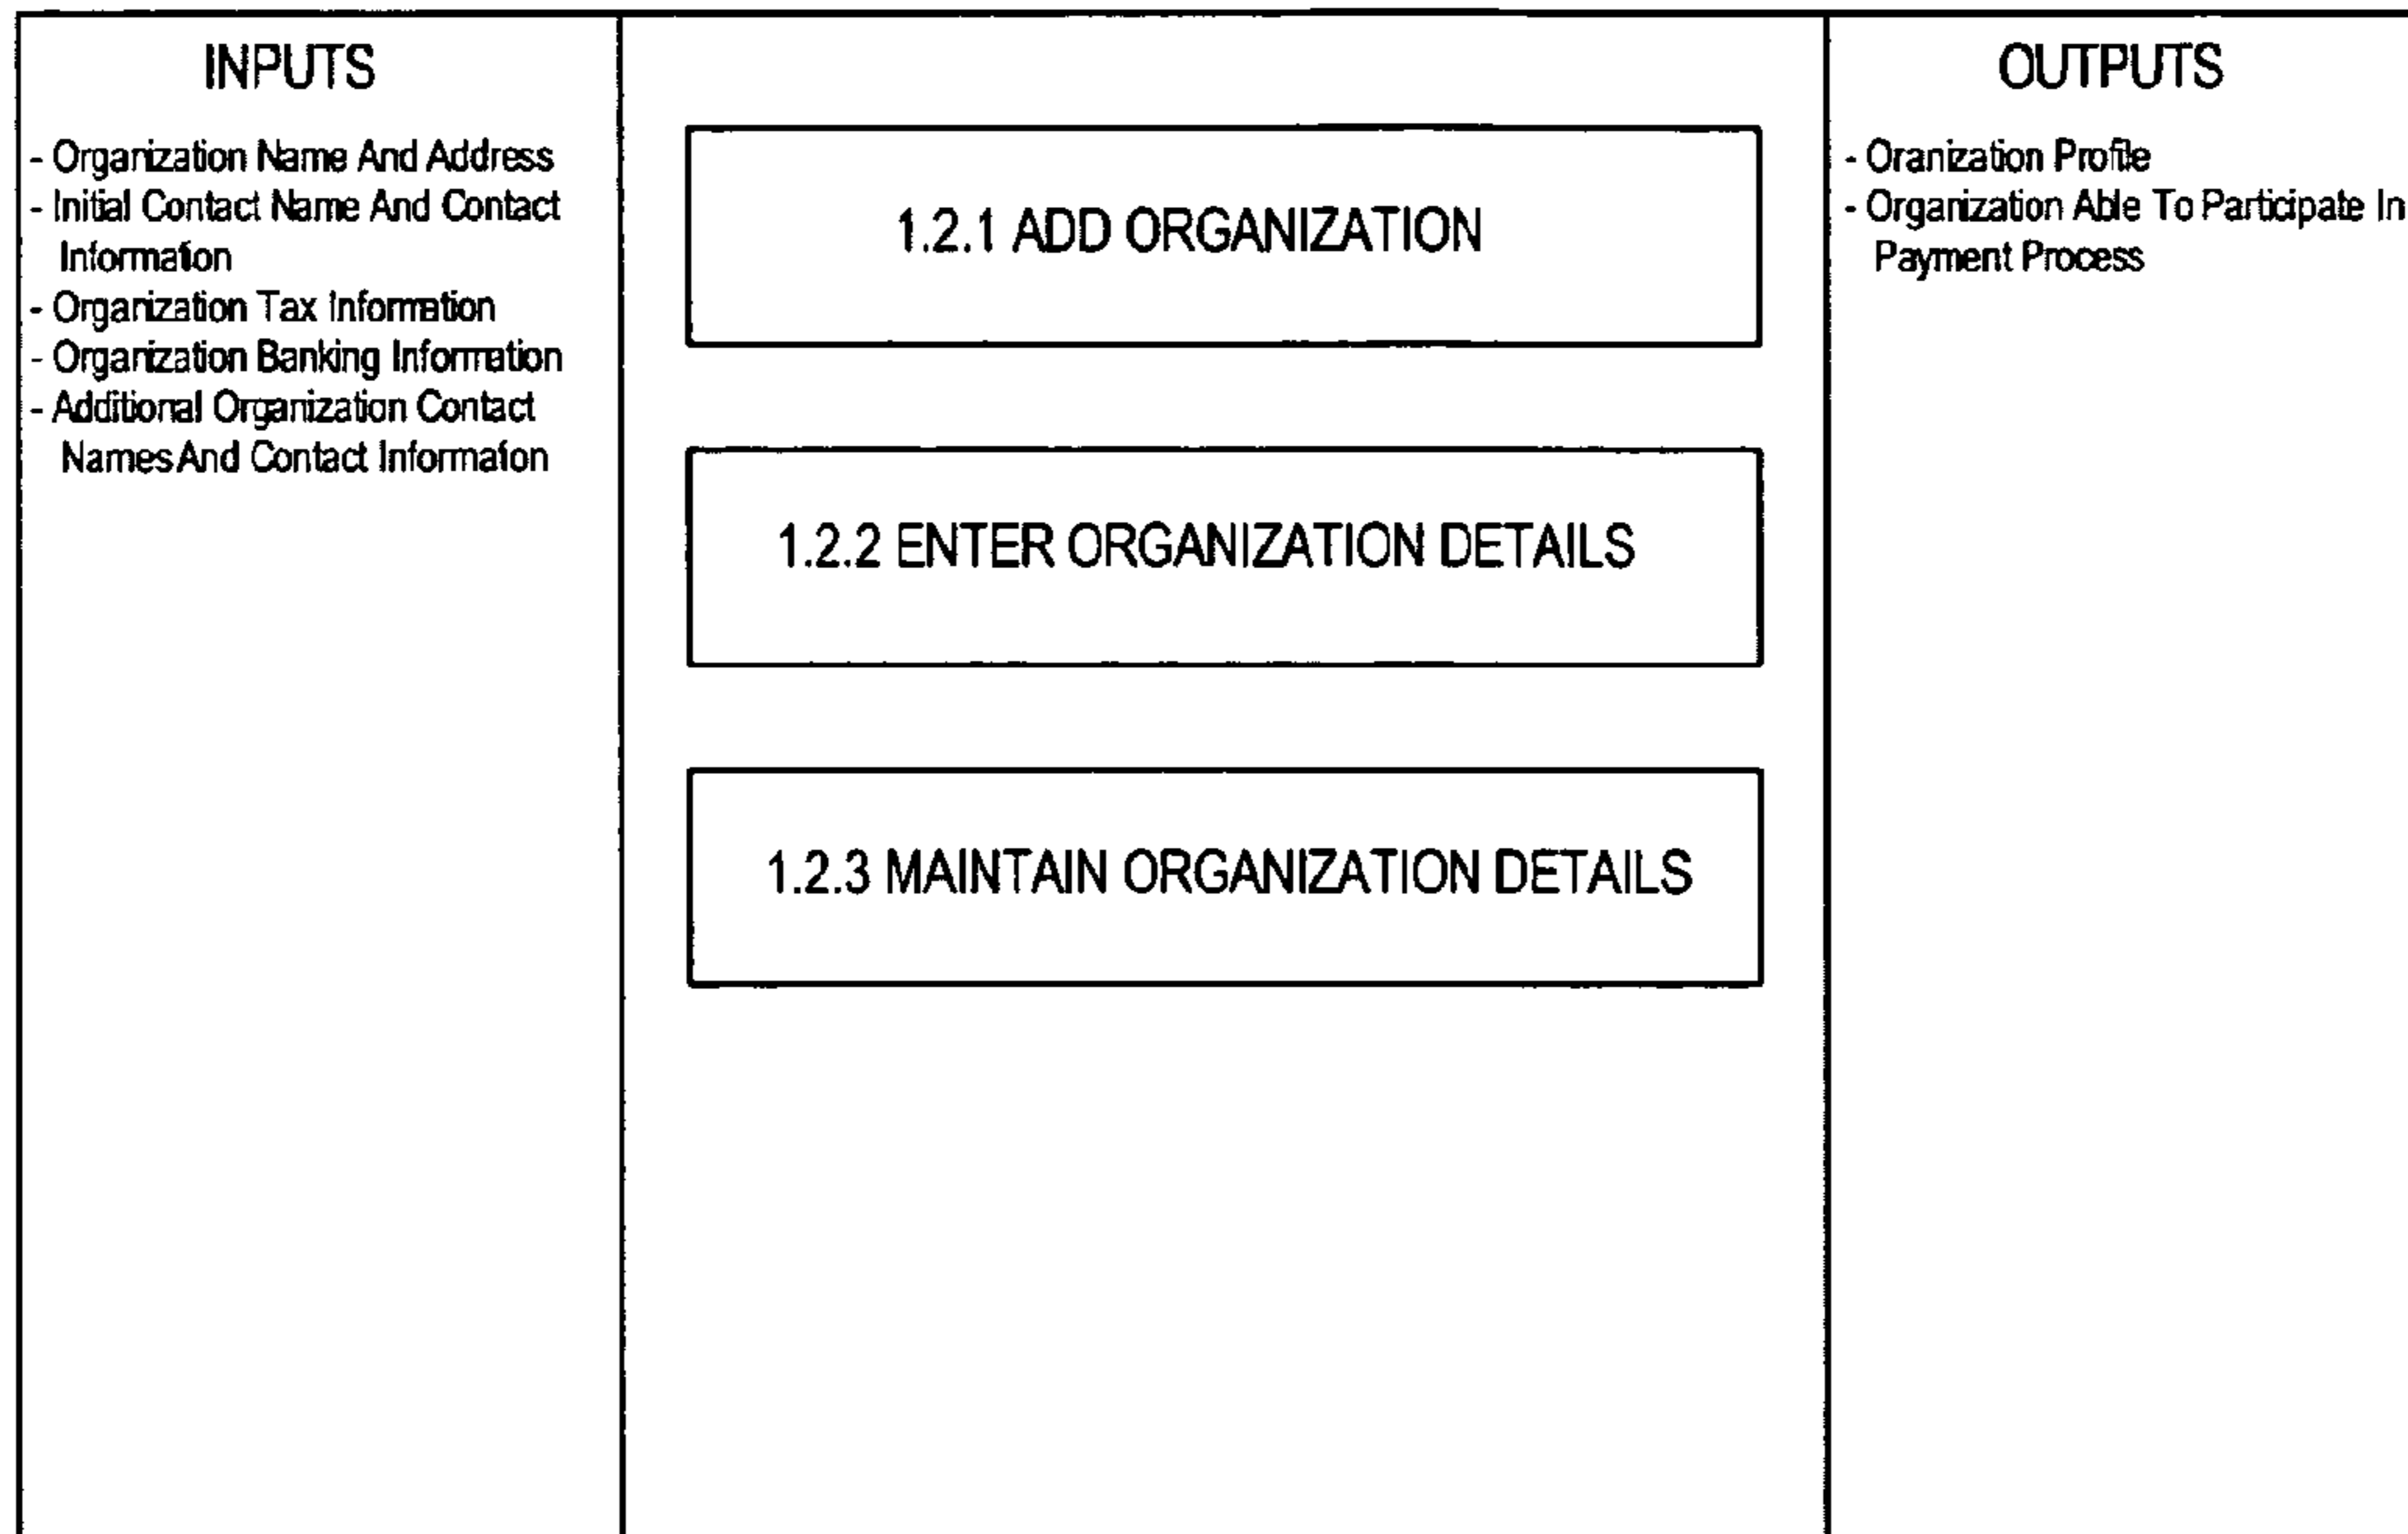 INPUTS
- Organization Name And Address
- Initial Contact Name And Contact
Information
- Organization Tax Information
- Organization Banking Information
- Additional Organization Contact
Names And Contact Information
1.2.1 ADD ORGANIZATION
1.2.2 ENTER ORGANIZATION DETAILS
1.2.3 MAINTAIN ORGANIZATION DETAILS
OUTPUTS
- Oranization Profile
- Organization Able To Participate In
Payment Process